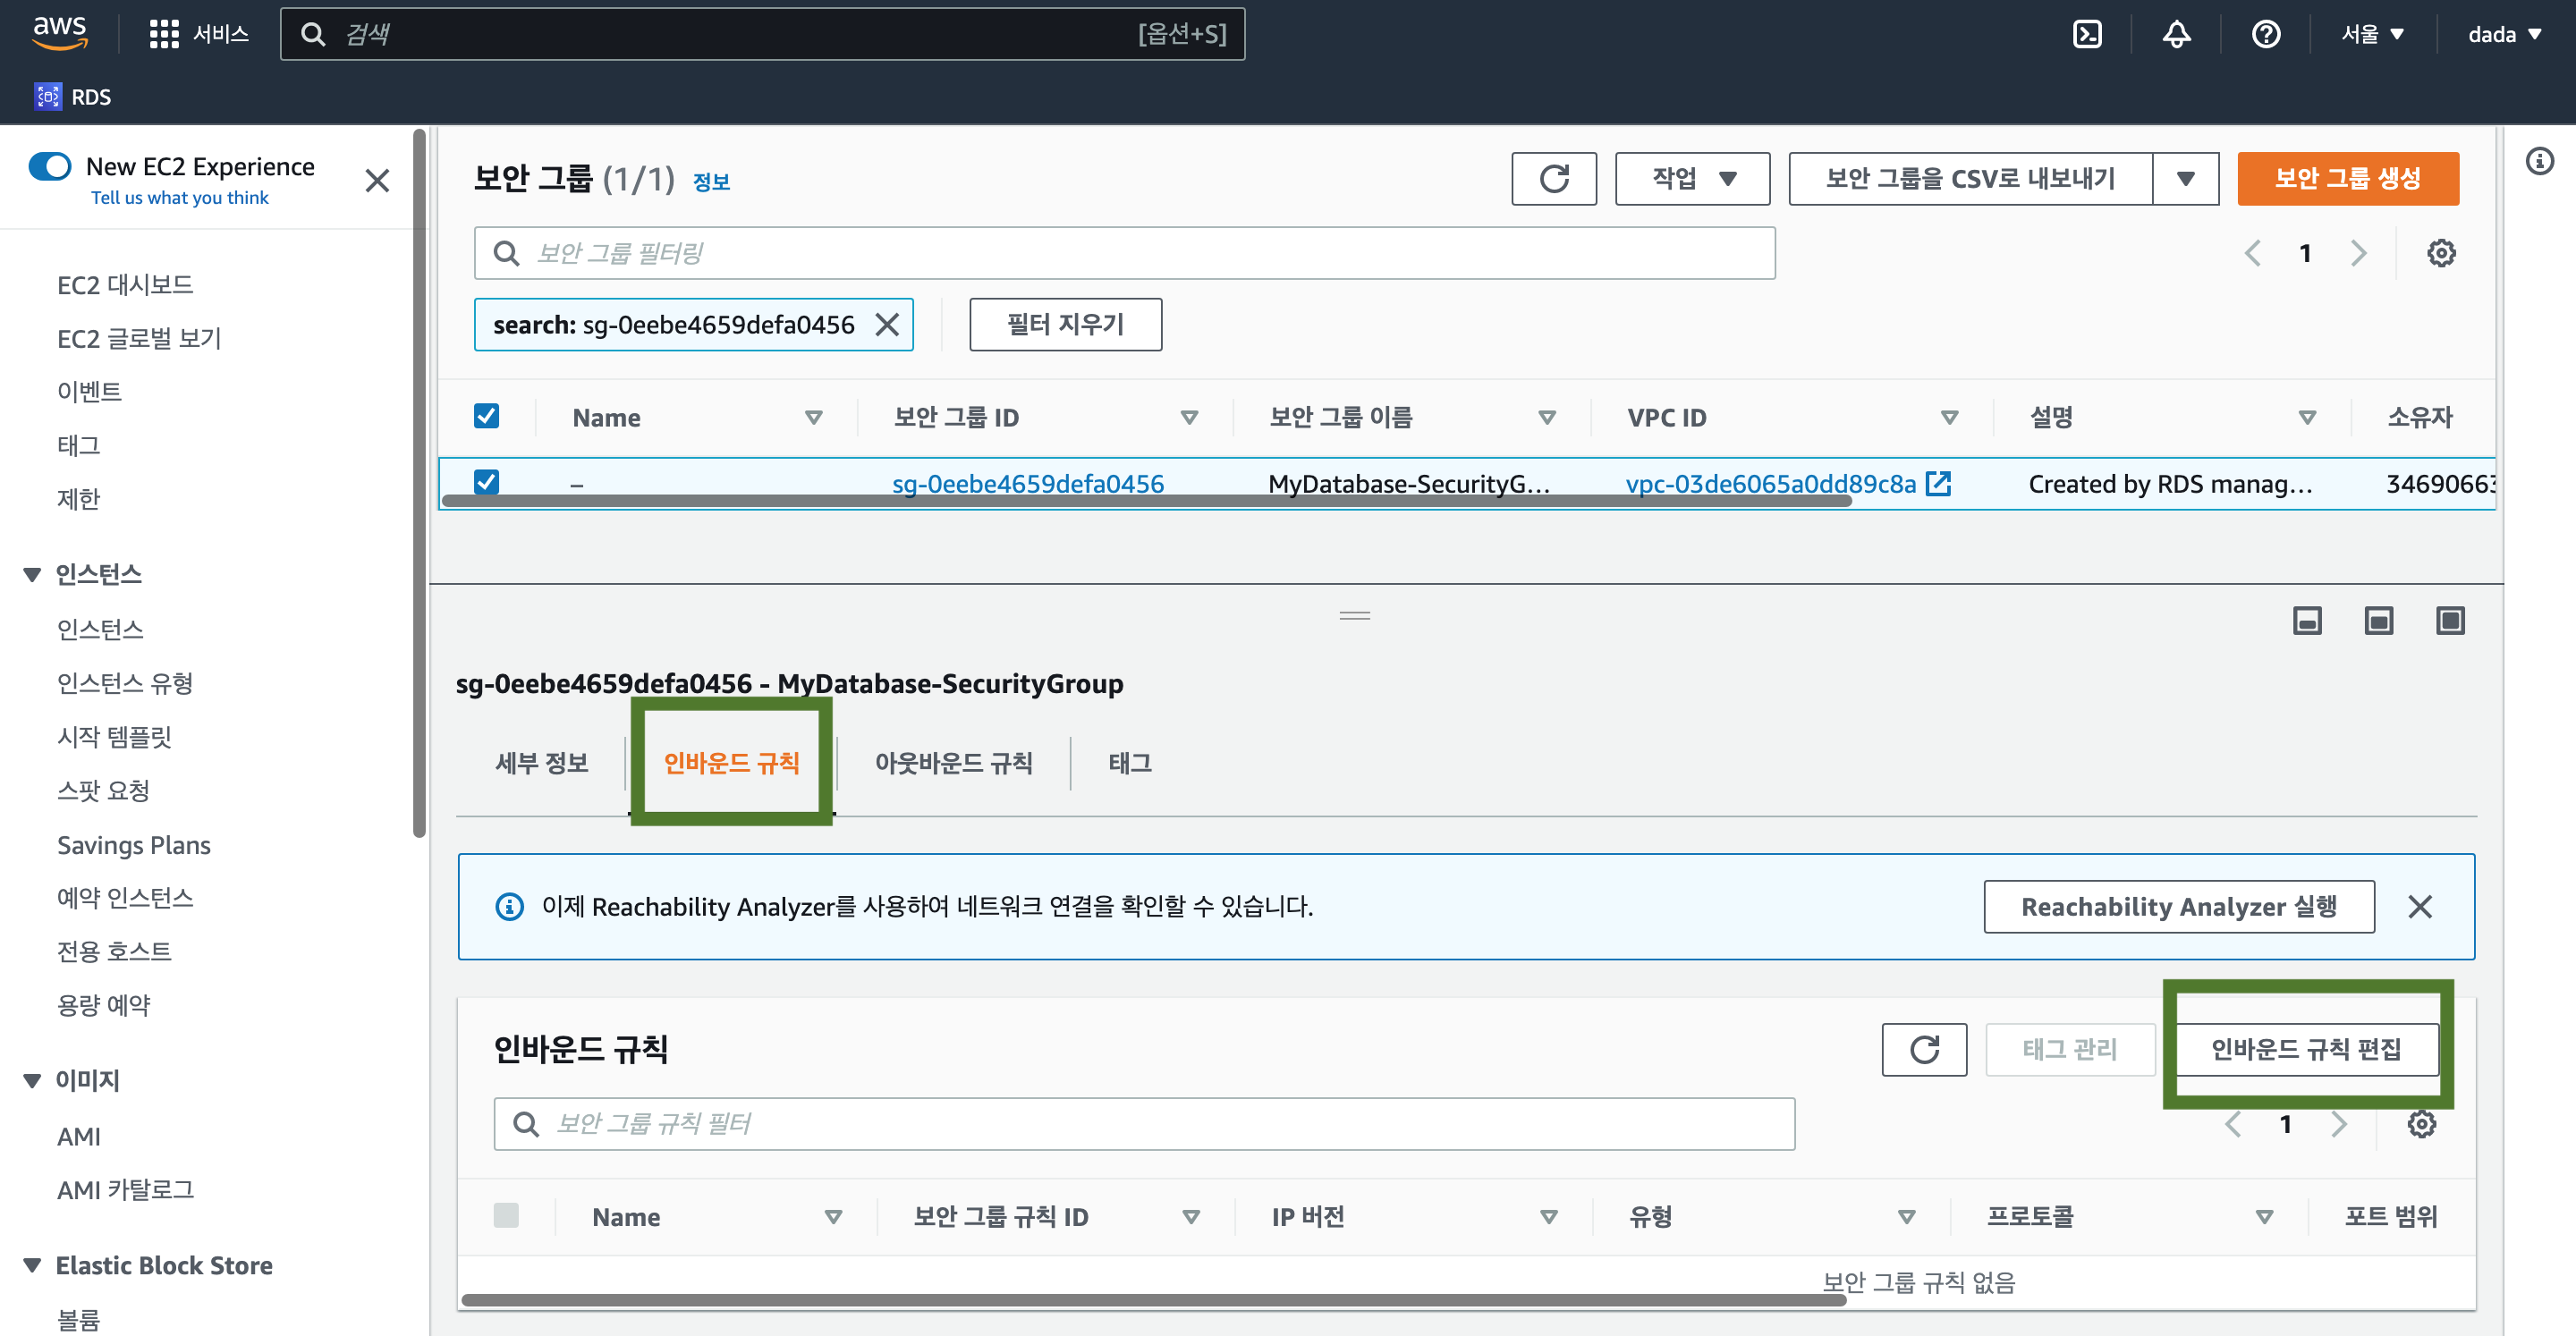 aws
서비스
검색
[옵션+S]
서울
dada
RDS
New EC2 Experience
Tell us what you think
EC2 대시보드
EC2 글로벌 보기
이벤트
태그
제한
인스턴스
인스턴스
인스턴스 유형
시작 템플릿
스팟 요청
Savings Plans
예약 인스턴스
전용 호스트
용량 예약
이미지
AMI
AMI 카탈로그
Elastic Block Store
볼륨
보안 그룹 (1/1) 정보
작업
보안 그룹을 CSV로 내보내기
보안 그룹 생성
보안 그룹 필터링
1
search: sg-0eebe4659defa0456
필터 지우기
Name 보안 그룹 ID 보안 그룹 이름 VPC ID 설명 소유자
– sg-0eebe4659defa0456 MyDatabase-SecurityG... vpc-03de6065a0dd89c8a Created by RDS manag... 34690663
sg-0eebe4659defa0456 - MyDatabase-SecurityGroup
세부 정보 인바운드 규칙 아웃바운드 규칙 태그
이제 Reachability Analyzer를 사용하여 네트워크 연결을 확인할 수 있습니다.
Reachability Analyzer 실행
인바운드 규칙
태그 관리
인바운드 규칙 편집
보안 그룹 규칙 필터
1
Name 보안 그룹 규칙 ID IP 버전 유형 프로토콜 포트 범위
보안 그룹 규칙 없음